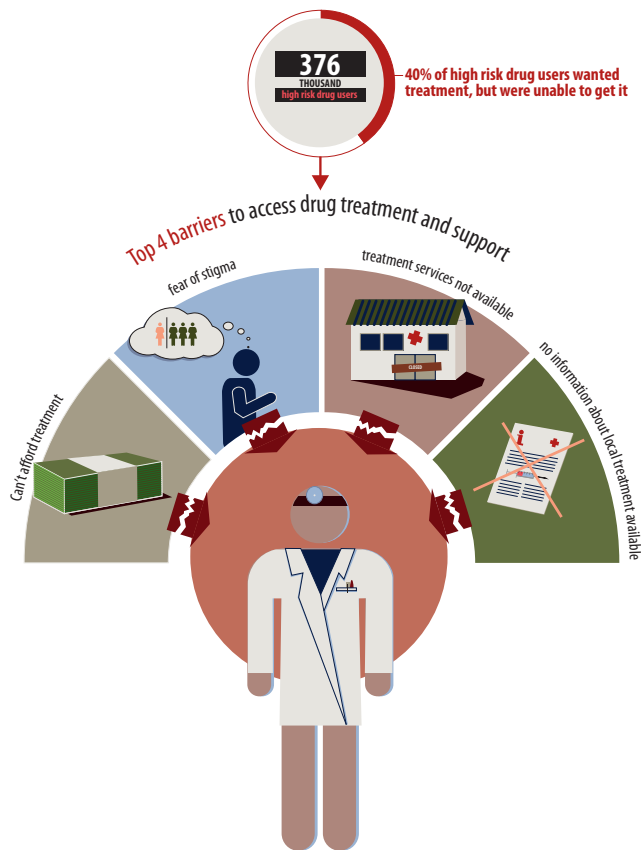 376
THOUSAND
high risk drug users
40% of high risk drug users wanted
treatment, but were unable to get it
Top 4 barriers to access drug treatment and support
Can't afford treatment
fear of stigma
treatment services not available
no information about local treatment available
CLOSED